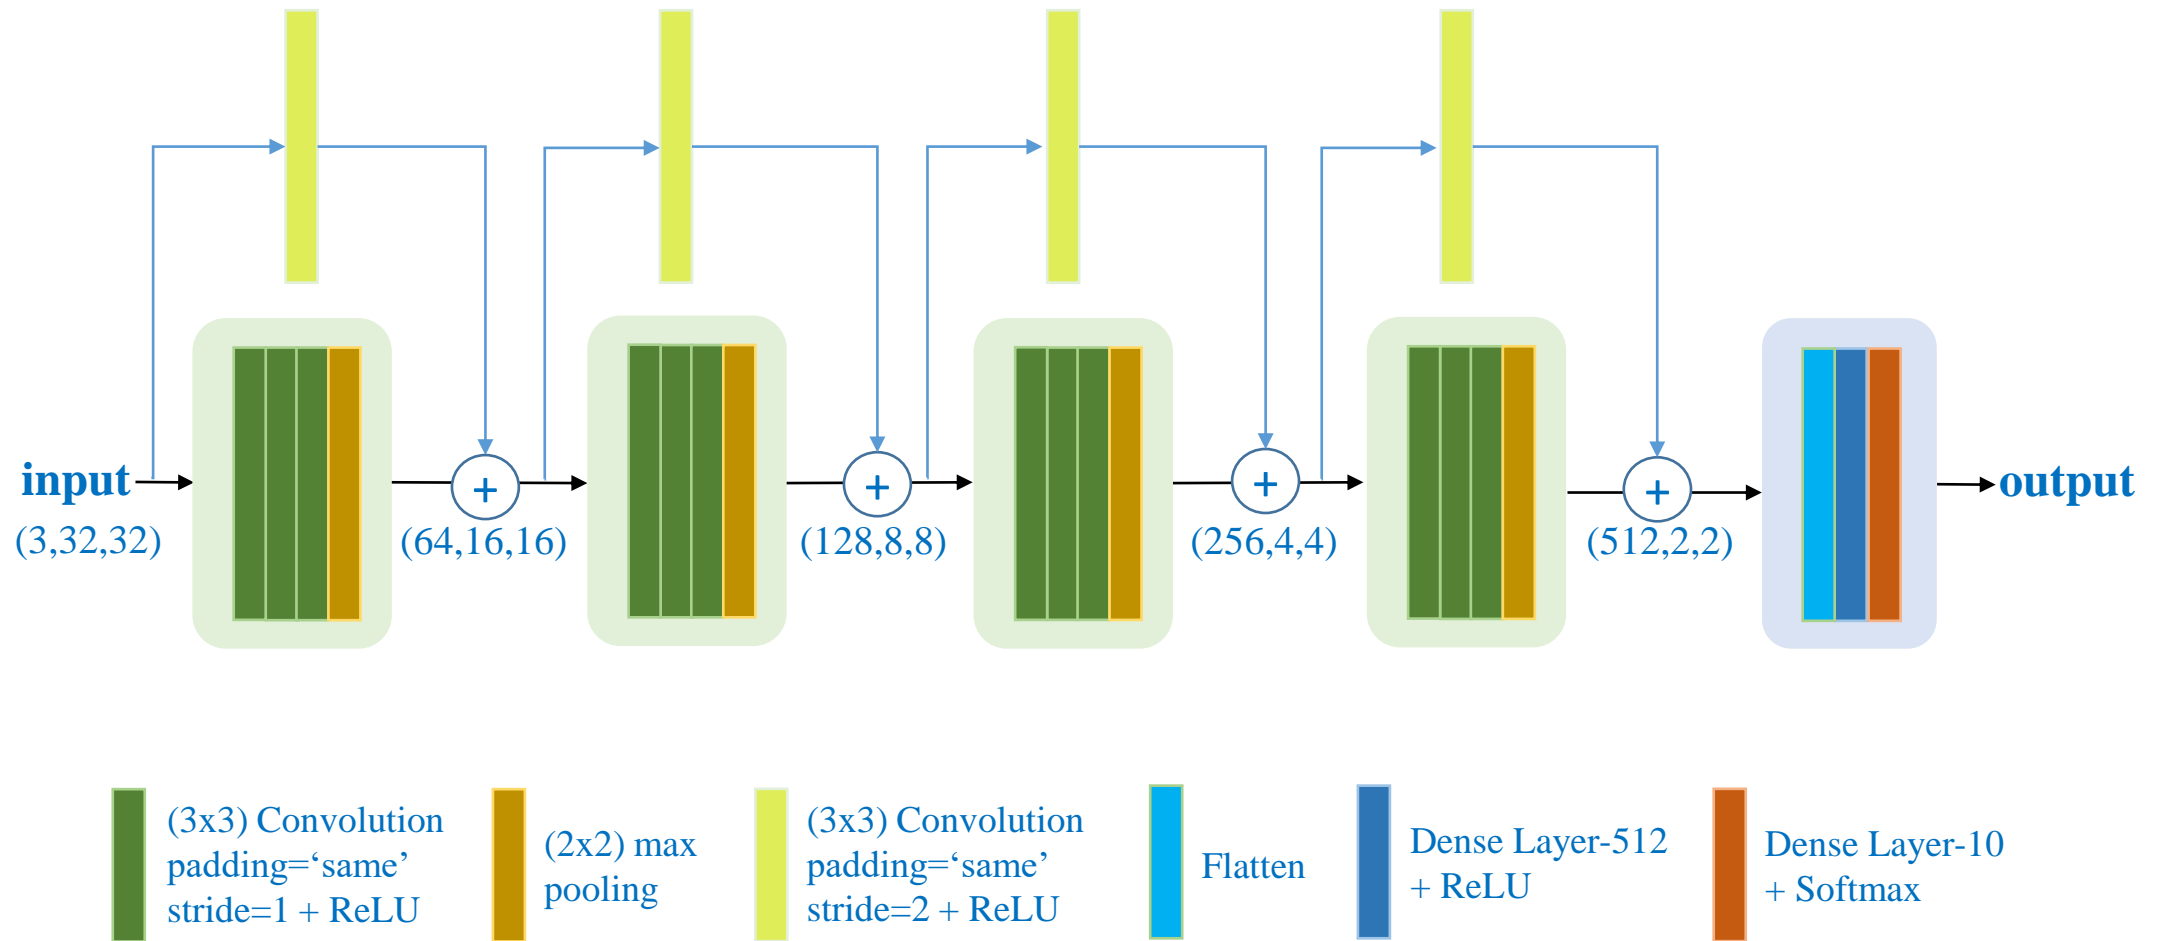 +
+
+
+
input
output
(3,32,32)
(64,16,16)
(128,8,8)
(256,4,4)
(512,2,2)
(3x3) Convolution
padding=‘same’
stride=1 + ReLU
(2x2) max
pooling
(3x3) Convolution
padding=‘same’
stride=2 + ReLU
Flatten
Dense Layer-512
+ ReLU
Dense Layer-10
+ Softmax